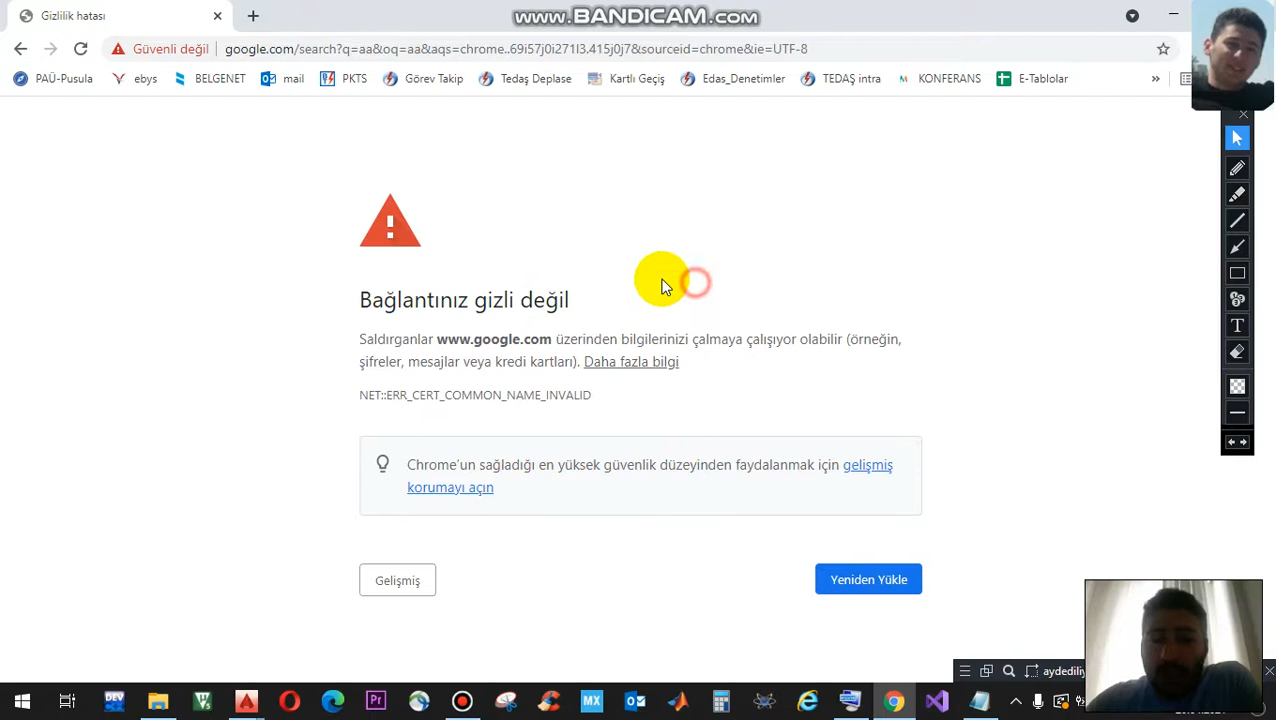 Gizlilik hatası
www.BANDICAM.com
Güvenli değil
google.com/search?q=aa&oq=aa&aqs=chrome..69i57j0i271l3.415j0j7&sourceid=chrome&ie=UTF-8
PAÜ-Pusula ebys BELGENET mail PKTS Görev Takip Tedaş Deplase Kartlı Geçiş Edas_Denetimler TEDAŞ intra KONFERANS E-Tablolar »
Bağlantınız gizli değil
Saldırganlar www.google.com üzerinden bilgilerinizi çalmaya çalışıyor olabilir (örneğin,
şifreler, mesajlar veya kredi kartları). Daha fazla bilgi
NET::ERR_CERT_COMMON_NAME_INVALID
Chrome'un sağladığı en yüksek güvenlik düzeyinden faydalanmak için gelişmiş
korumayı açın
Gelişmiş
Yeniden Yükle
T
aydediliy
DEV
Pr
MX